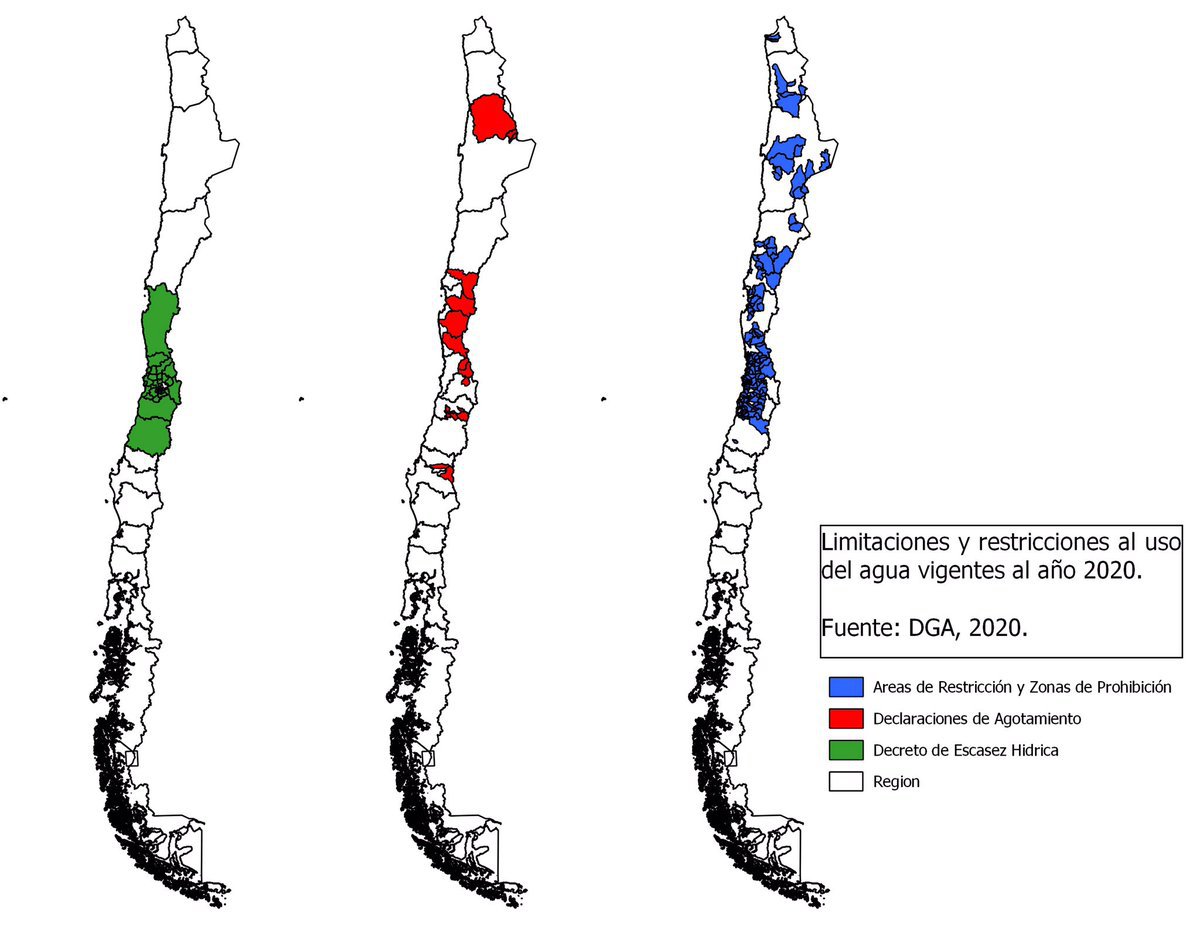 Limitaciones y restricciones al uso
del agua vigentes al año 2020.
Fuente: DGA, 2020.
Areas de Restricción y Zonas de Prohibición
Declaraciones de Agotamiento
Decreto de Escasez Hidrica
Region